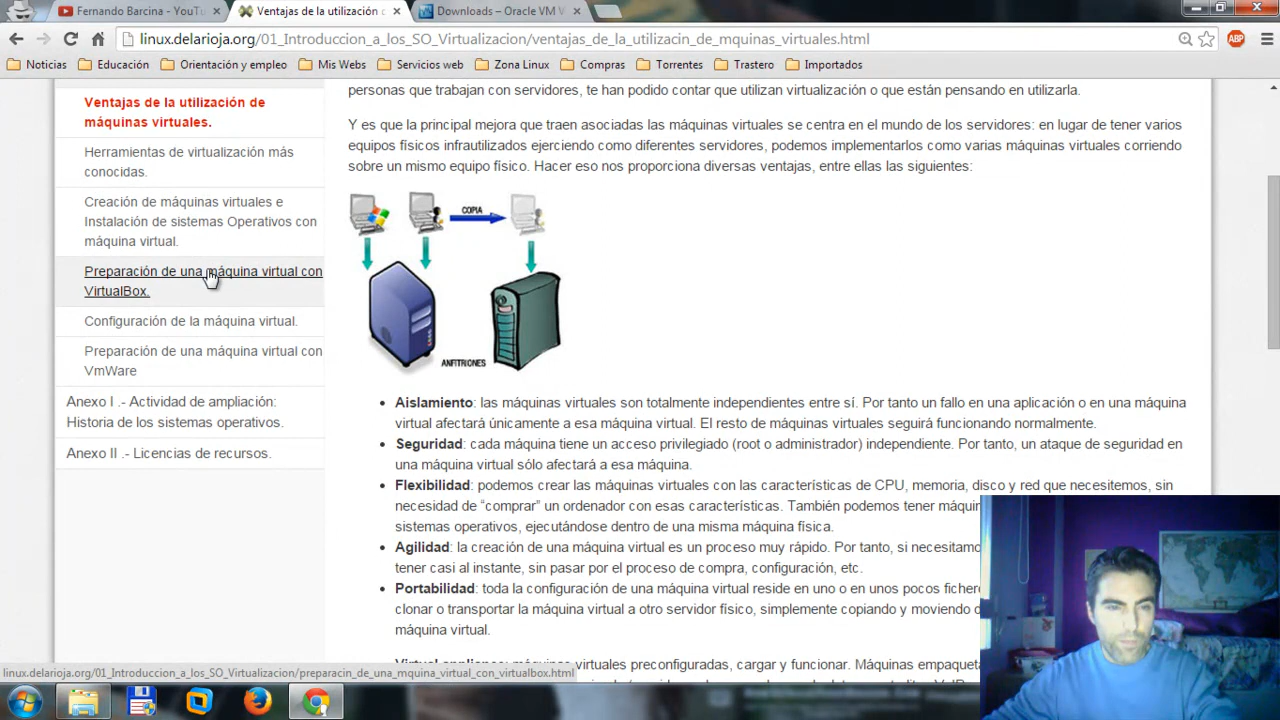 Fernando Barcina - YouT
Ventajas de la utilización d
Downloads – Oracle VM V
linux.delarioja.org/01_Introduccion_a_los_SO_Virtualizacion/ventajas_de_la_utilizacin_de_mquinas_virtuales.html
ABP
Noticias
Educación
Orientación y empleo
Mis Webs
Servicios web
Zona Linux
Compras
Torrentes
Trastero
Importados
Ventajas de la utilización de
máquinas virtuales.
Herramientas de virtualización más
conocidas.
Creación de máquinas virtuales e
Instalación de sistemas Operativos con
máquina virtual.
Preparación de una máquina virtual con
VirtualBox.
Configuración de la máquina virtual.
Preparación de una máquina virtual con
VmWare
Anexo I .- Actividad de ampliación:
Historia de los sistemas operativos.
Anexo II .- Licencias de recursos.
personas que trabajan con servidores, te han podido contar que utilizan virtualización o que están pensando en utilizarla.
Y es que la principal mejora que traen asociadas las máquinas virtuales se centra en el mundo de los servidores: en lugar de tener varios
equipos físicos infrautilizados ejerciendo como diferentes servidores, podemos implementarlos como varias máquinas virtuales corriendo
sobre un mismo equipo físico. Hacer eso nos proporciona diversas ventajas, entre ellas las siguientes:
COPIA
ANFITRIONES
• Aislamiento: las máquinas virtuales son totalmente independientes entre sí. Por tanto un fallo en una aplicación o en una máquina
virtual afectará únicamente a esa máquina virtual. El resto de máquinas virtuales seguirá funcionando normalmente.
• Seguridad: cada máquina tiene un acceso privilegiado (root o administrador) independiente. Por tanto, un ataque de seguridad en
una máquina virtual sólo afectará a esa máquina.
• Flexibilidad: podemos crear las máquinas virtuales con las características de CPU, memoria, disco y red que necesitemos, sin
necesidad de “comprar” un ordenador con esas características. También podemos tener máquin
sistemas operativos, ejecutándose dentro de una misma máquina física.
• Agilidad: la creación de una máquina virtual es un proceso muy rápido. Por tanto, si necesitamo
tener casi al instante, sin pasar por el proceso de compra, configuración, etc.
• Portabilidad: toda la configuración de una máquina virtual reside en uno o en unos pocos fichero
clonar o transportar la máquina virtual a otro servidor físico, simplemente copiando y moviendo
máquina virtual.
virtuales preconfiguradas, cargar y funcionar. Máquinas empaqueta
linux.delarioja.org/01_Introduccion_a_los_SO_Virtualizacion/preparacin_de_una_mquina_virtual_con_virtualbox.html